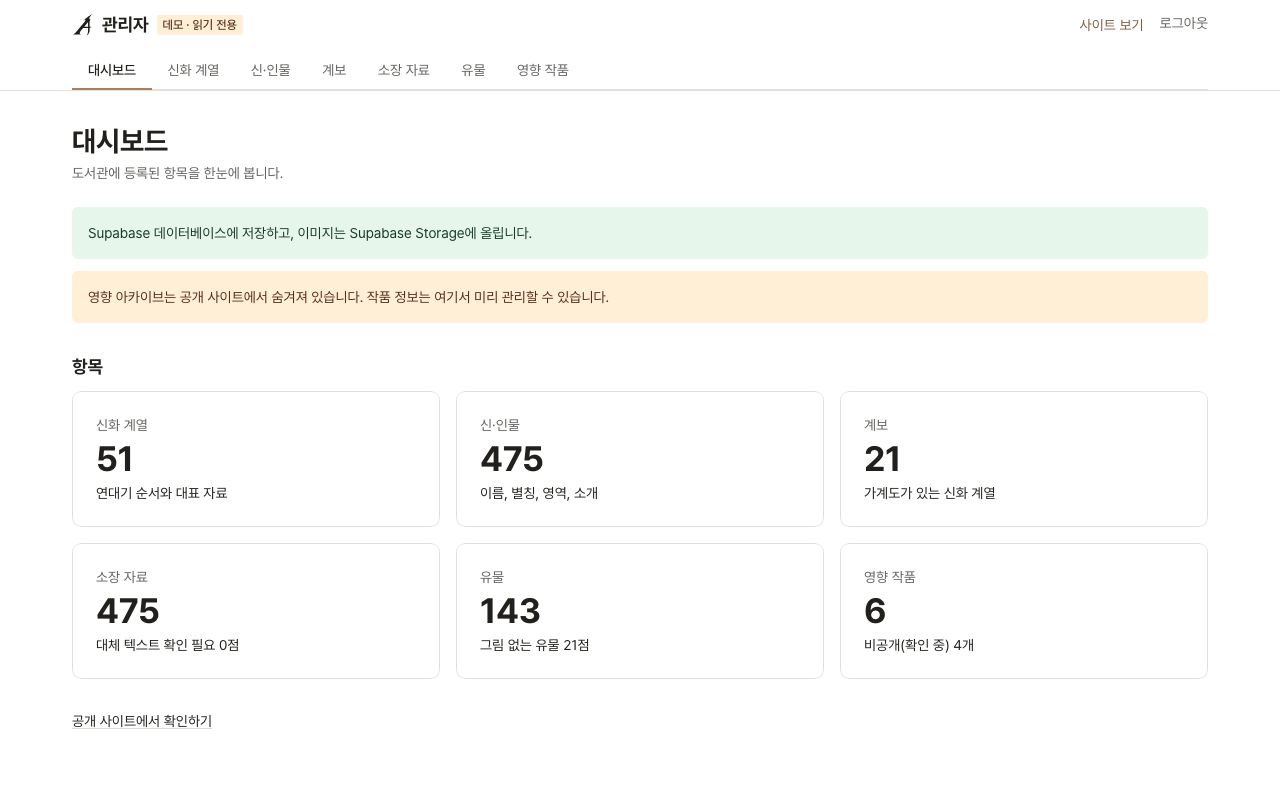 관리자 데모 · 읽기 전용
사이트 보기 로그아웃
대시보드 신화 계열 신·인물 계보 소장 자료 유물 영향 작품
대시보드
도서관에 등록된 항목을 한눈에 봅니다.
Supabase 데이터베이스에 저장하고, 이미지는 Supabase Storage에 올립니다.
영향 아카이브는 공개 사이트에서 숨겨져 있습니다. 작품 정보는 여기서 미리 관리할 수 있습니다.
항목
신화 계열
51
연대기 순서와 대표 자료
신·인물
475
이름, 별칭, 영역, 소개
계보
21
가계도가 있는 신화 계열
소장 자료
475
대체 텍스트 확인 필요 0점
유물
143
그림 없는 유물 21점
영향 작품
6
비공개(확인 중) 4개
공개 사이트에서 확인하기